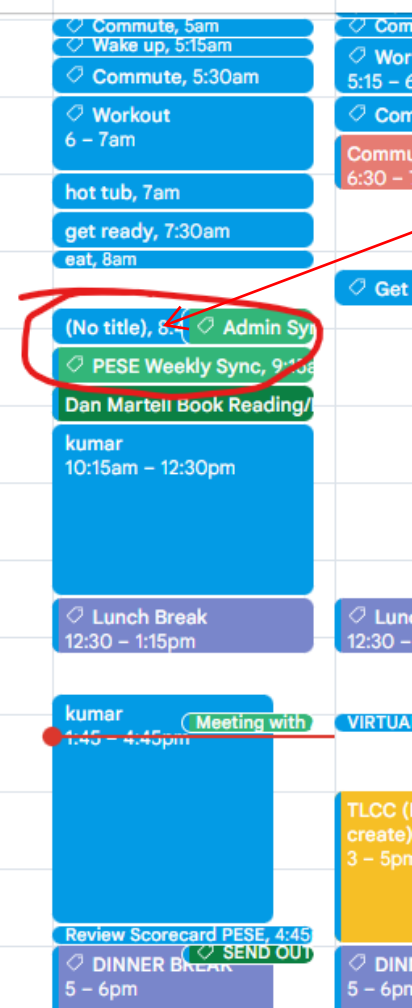 Commute, 5am
Wake up, 5:15am
Commute, 5:30am
Workout
6 – 7am
hot tub, 7am
get ready, 7:30am
eat, 8am
(No title), 8:4
Admin Syn
PESE Weekly Sync, 9:15a
Dan Martell Book Reading/
kumar
10:15am – 12:30pm
Lunch Break
12:30 – 1:15pm
kumar
1:45 – 4:45pm
Meeting with
Review Scorecard PESE, 4:45
SEND OUT
DINNER BREAK
5 – 6pm
Com
Wor
5:15 – 6
Com
Commu
6:30 –
Get
Lunc
12:30 –
VIRTUA
TLCC (
create)
3 – 5pm
DINI
5 – 6pm